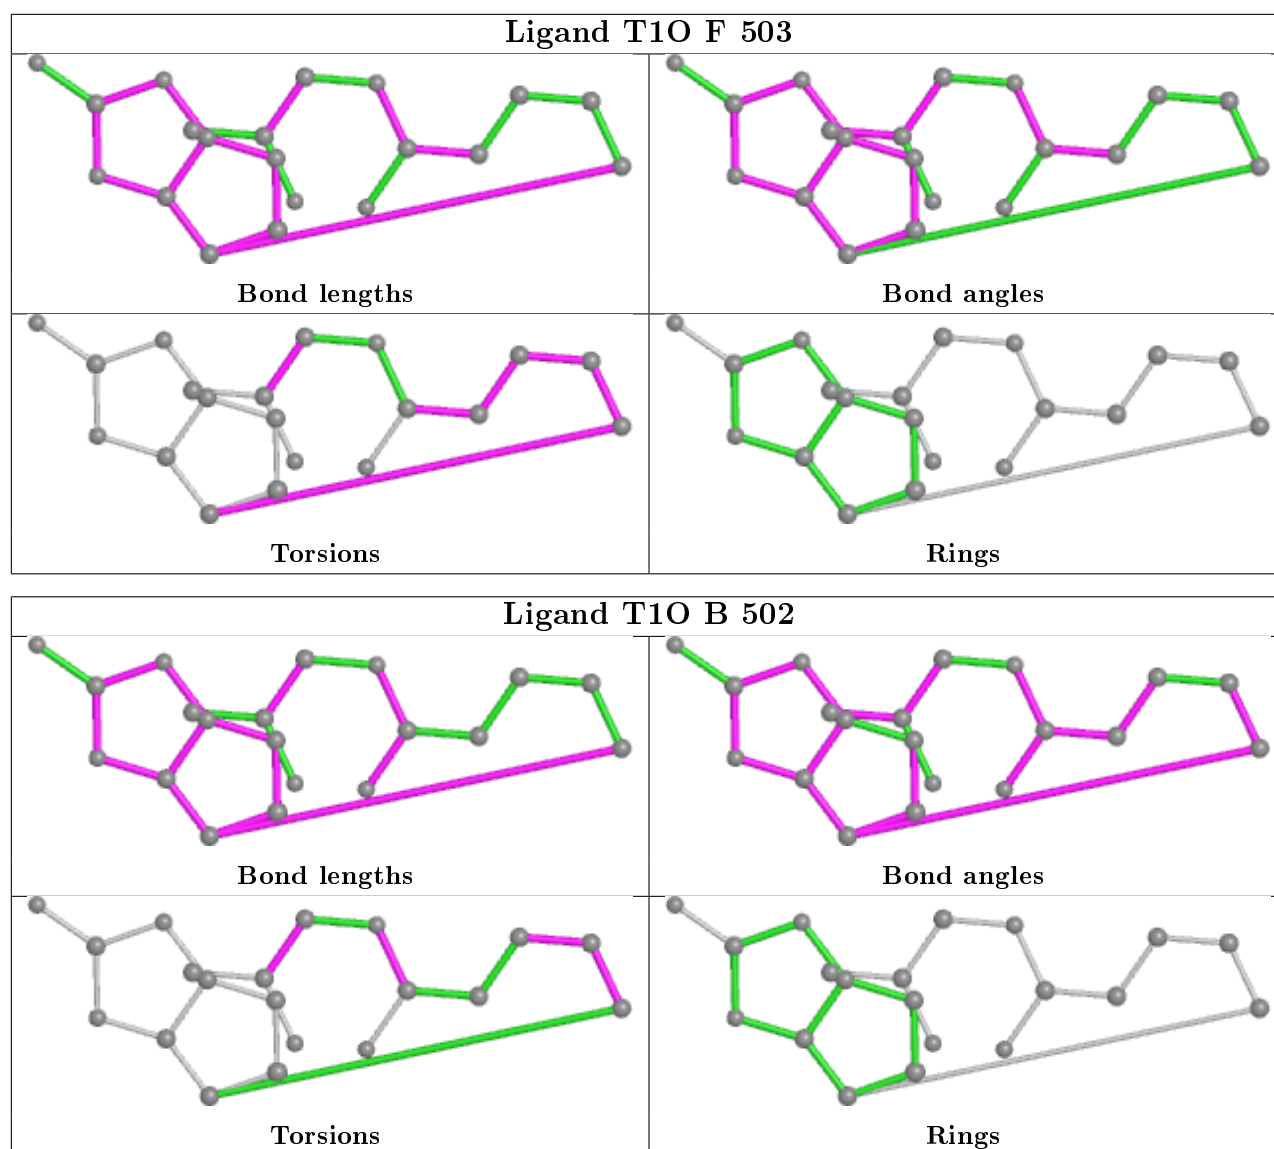 Ligand T1O F 503
Bond lengths
Bond angles
Torsions
Rings
Ligand T1O B 502
Bond lengths
Bond angles
Torsions
Rings